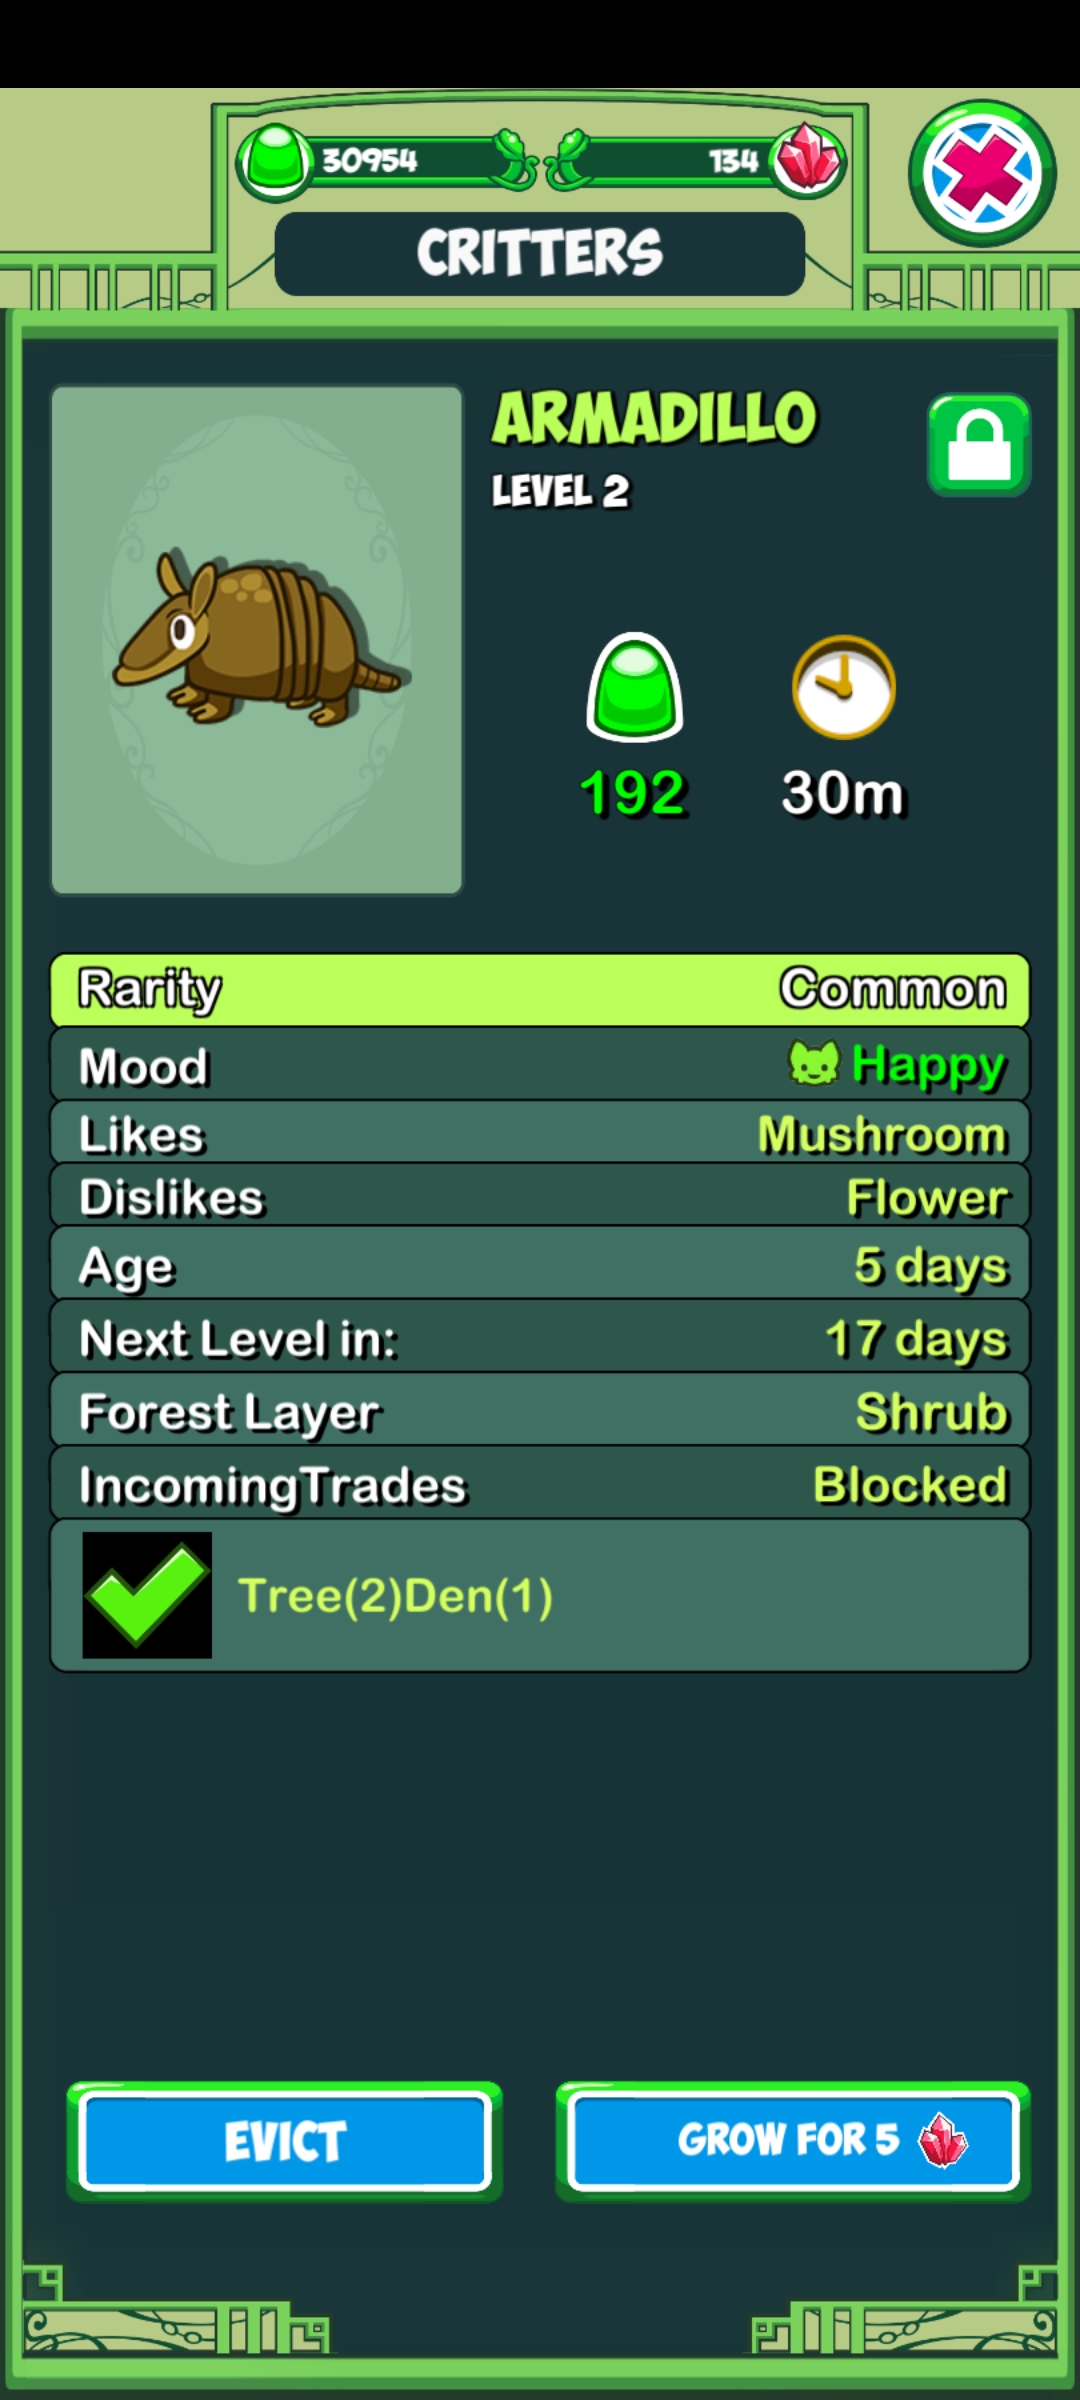 30954
134
CRITTERS
ARMADILLO
LEVEL 2
192
30m
Rarity Common
Mood Happy
Likes Mushroom
Dislikes Flower
Age 5 days
Next Level in: 17 days
Forest Layer Shrub
IncomingTrades Blocked
Tree(2)Den(1)
EVICT
GROW FOR 5